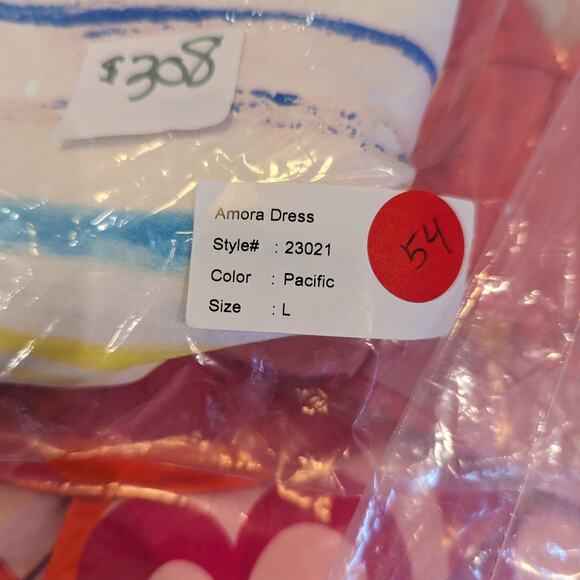 $308
Amora Dress
Style# : 23021
Color : Pacific
Size : L
54